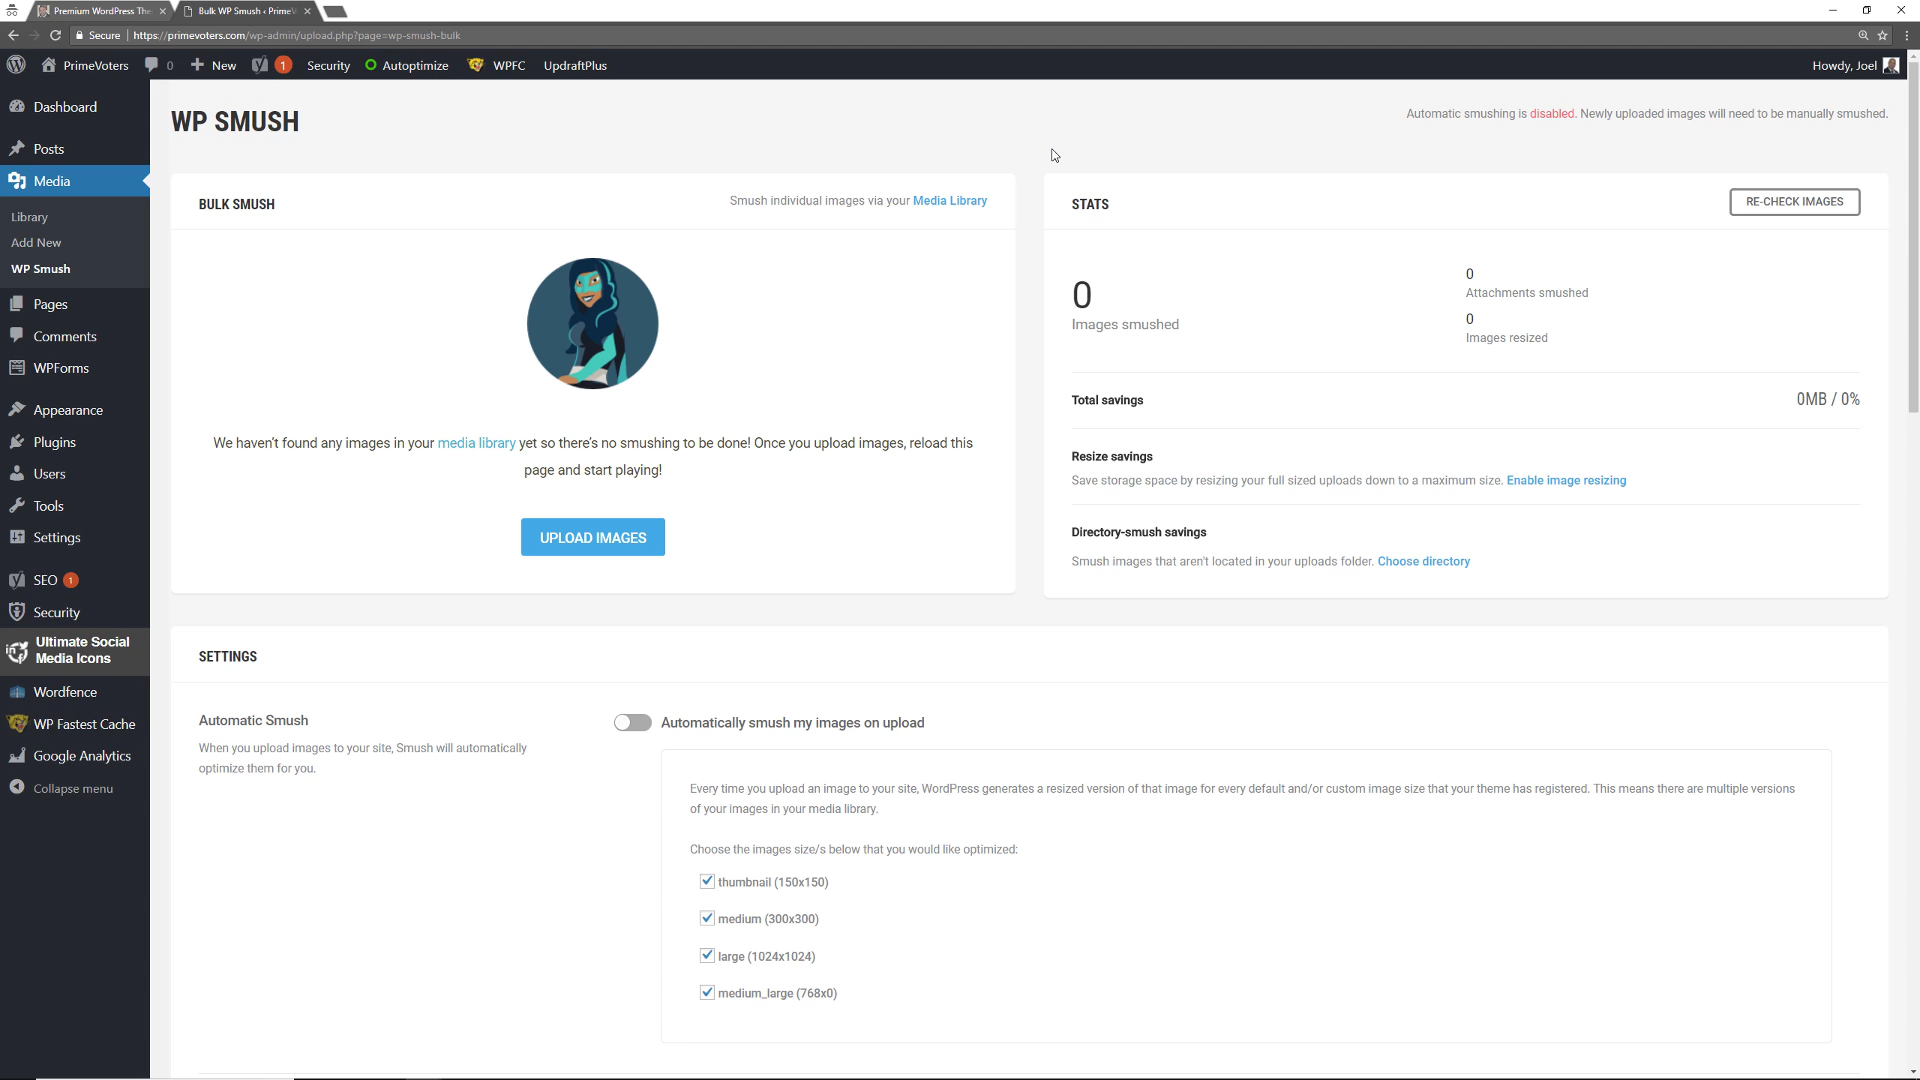 Premium WordPress The
Bulk WP Smush ‹ PrimeV
Secure https://primevoters.com/wp-admin/upload.php?page=wp-smush-bulk
PrimeVoters 0 New 1 Security Autoptimize WPFC UpdraftPlus Howdy, Joel
Dashboard
Posts
Media
Library
Add New
WP Smush
Pages
Comments
WPForms
Appearance
Plugins
Users
Tools
Settings
SEO 1
Security
Ultimate Social
Media Icons
Wordfence
WP Fastest Cache
Google Analytics
Collapse menu
WP SMUSH
Automatic smushing is disabled. Newly uploaded images will need to be manually smushed.
BULK SMUSH
Smush individual images via your Media Library
We haven't found any images in your media library yet so there's no smushing to be done! Once you upload images, reload this
page and start playing!
UPLOAD IMAGES
STATS
RE-CHECK IMAGES
0
Images smushed
0
Attachments smushed
0
Images resized
Total savings
0MB / 0%
Resize savings
Save storage space by resizing your full sized uploads down to a maximum size. Enable image resizing
Directory-smush savings
Smush images that aren't located in your uploads folder. Choose directory
SETTINGS
Automatic Smush
When you upload images to your site, Smush will automatically
optimize them for you.
Automatically smush my images on upload
Every time you upload an image to your site, WordPress generates a resized version of that image for every default and/or custom image size that your theme has registered. This means there are multiple versions
of your images in your media library.
Choose the images size/s below that you would like optimized:
thumbnail (150x150)
medium (300x300)
large (1024x1024)
medium_large (768x0)